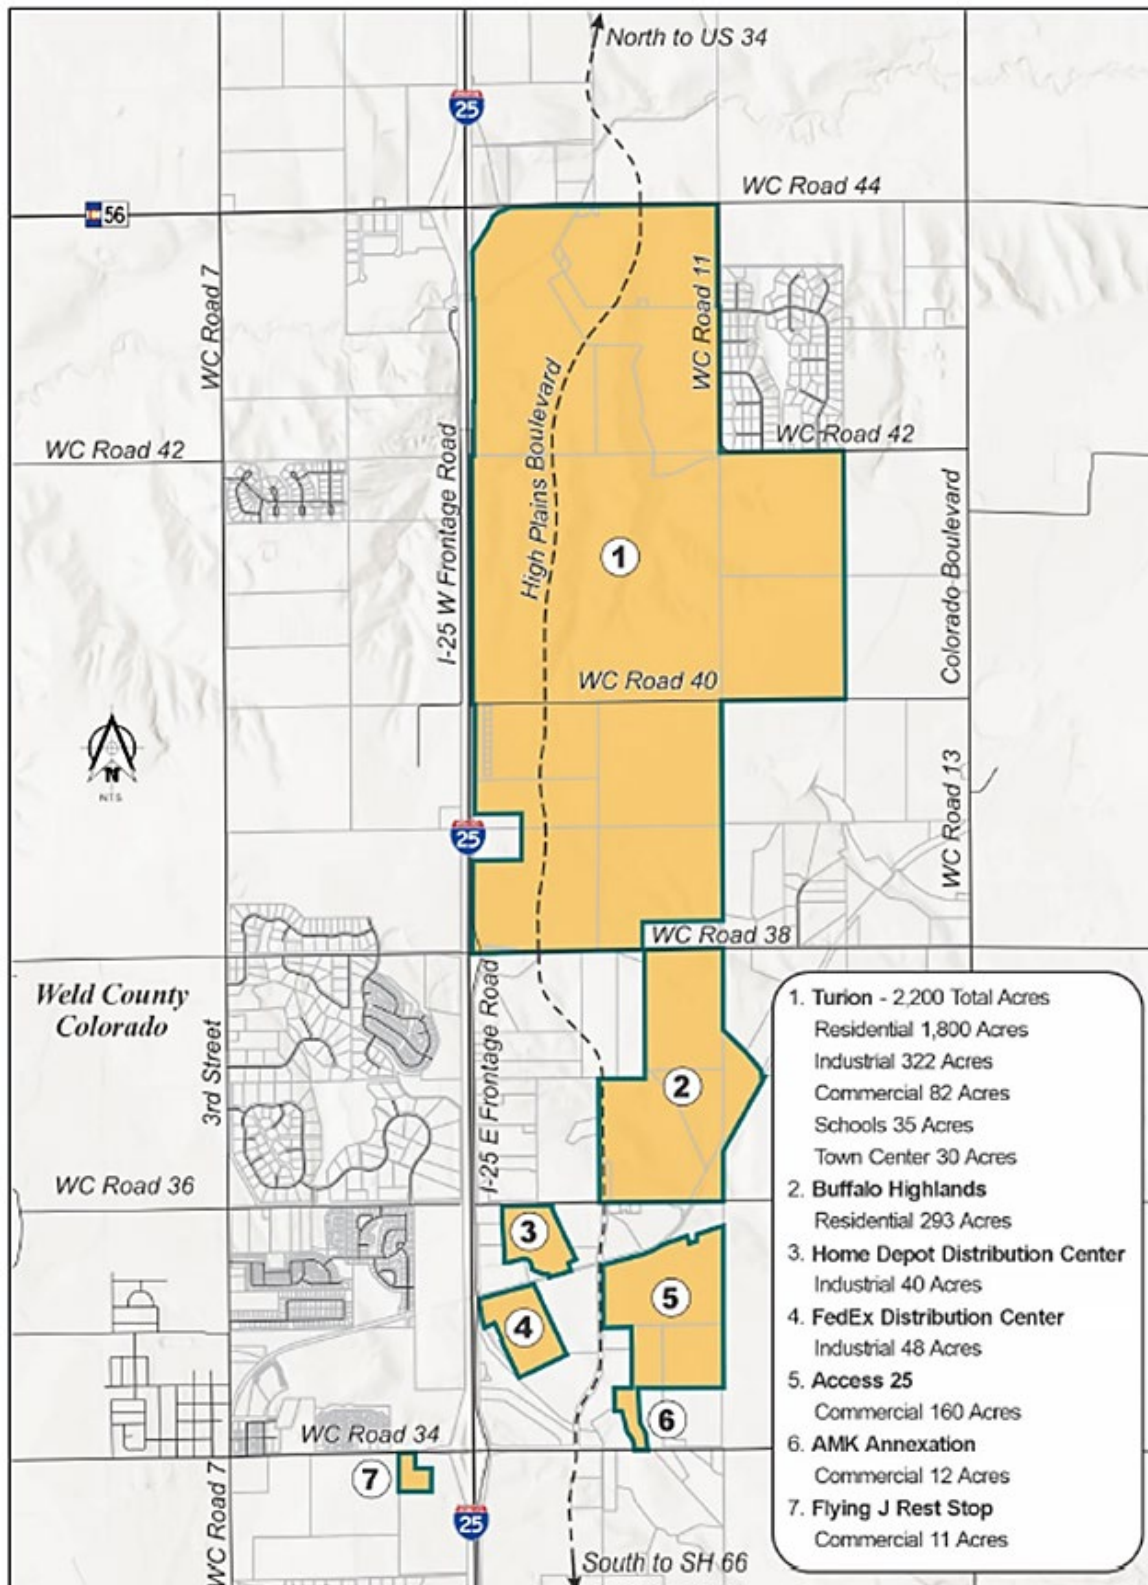 North to US 34
25
WC Road 44
56
WC Road 7
WC Road 11
High Plains Boulevard
WC Road 42
WC Road 42
I-25 W Frontage Road
1
Colorado Boulevard
WC Road 40
N
NTS
25
WC Road 13
WC Road 38
Weld County
Colorado
3rd Street
I-25 E Frontage Road
2
WC Road 36
3
4
5
6
WC Road 34
7
WC Road 7
25
South to SH 66
1. Turion - 2,200 Total Acres
Residential 1,800 Acres
Industrial 322 Acres
Commercial 82 Acres
Schools 35 Acres
Town Center 30 Acres
2. Buffalo Highlands
Residential 293 Acres
3. Home Depot Distribution Center
Industrial 40 Acres
4. FedEx Distribution Center
Industrial 48 Acres
5. Access 25
Commercial 160 Acres
6. AMK Annexation
Commercial 12 Acres
7. Flying J Rest Stop
Commercial 11 Acres